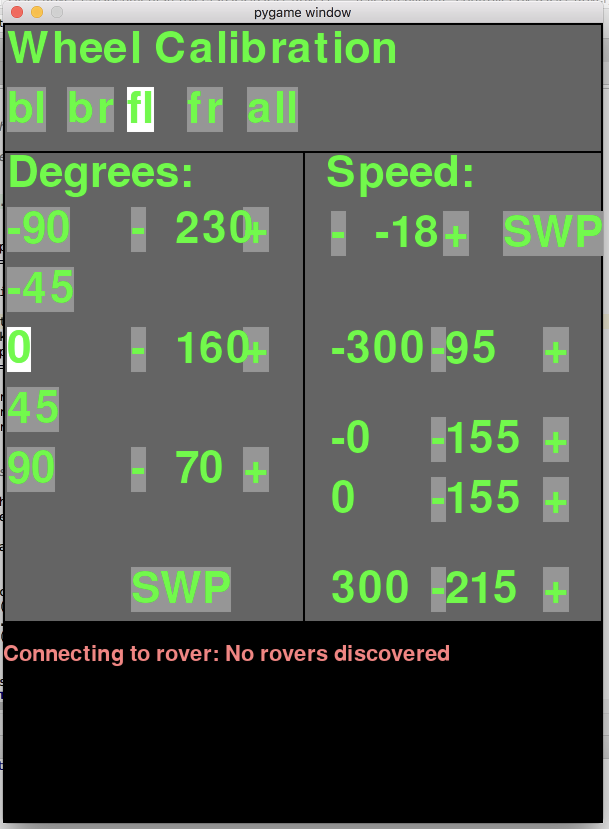 pygame window
Wheel Calibration
bl br fl fr all
Degrees:
-90 - 230 +
-45
0 - 160 +
45
90 - 70 +
SWP
Speed:
- -18 + SWP
-300 - 95 +
-0 - 155 +
0 - 155 +
300 - 215 +
Connecting to rover: No rovers discovered